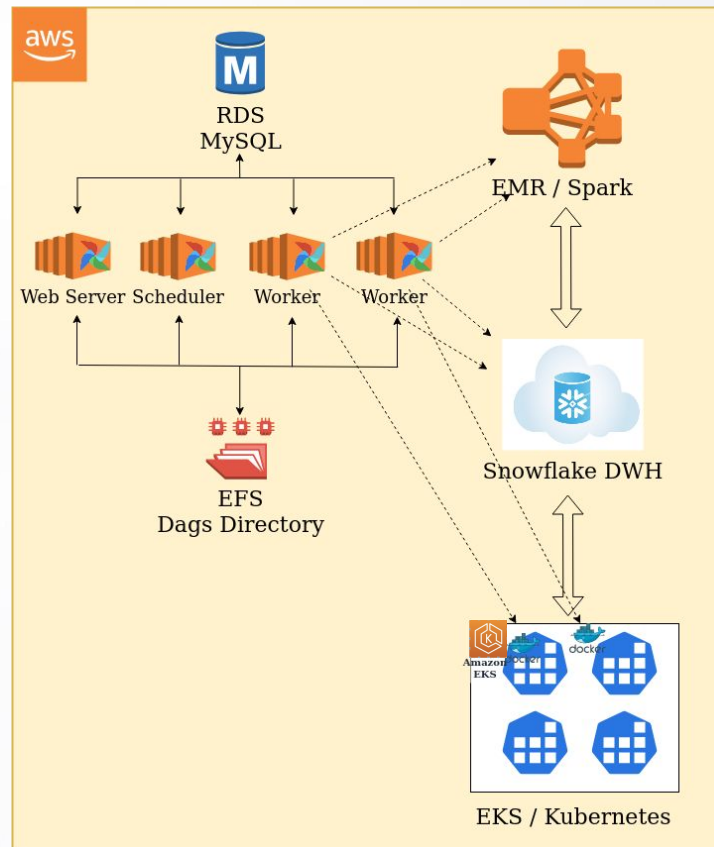 aws
M
RDS
MySQL
EMR / Spark
Web Server
Scheduler
Worker
Worker
Snowflake DWH
EFS
Dags Directory
K
Amazon
EKS
docker
docker
EKS / Kubernetes